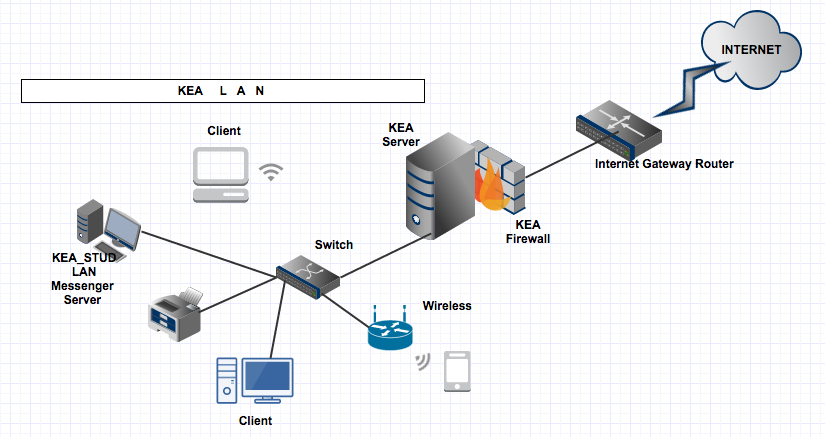 INTERNET
KEA L A N
Client
KEA
Server
Internet Gateway Router
KEA
Firewall
Switch
KEA_STUD
LAN
Messenger
Server
Wireless
Client